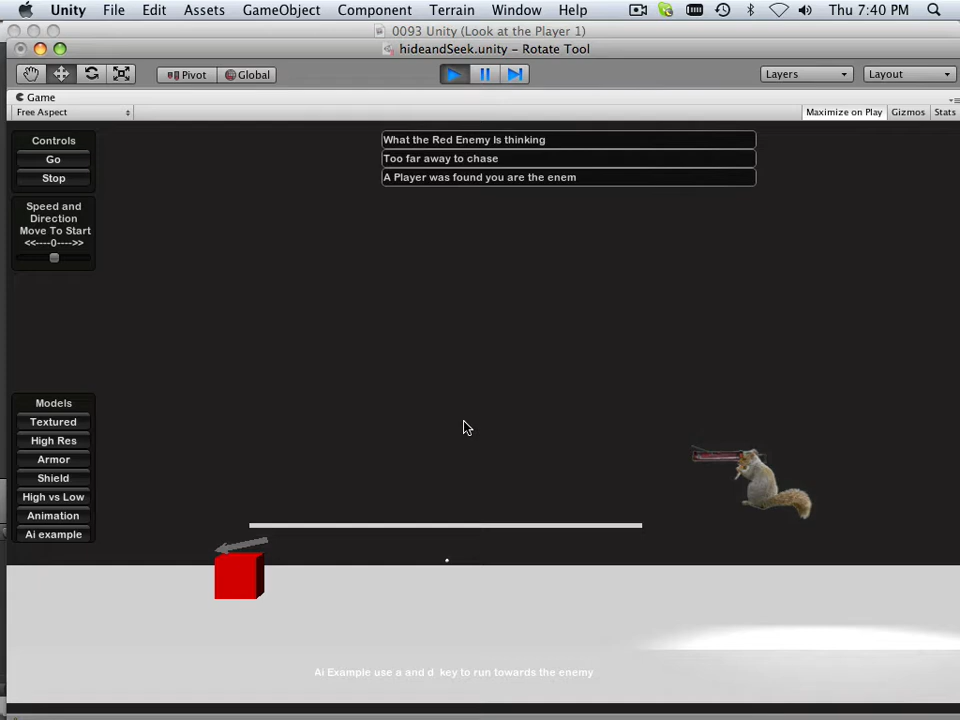 Unity File Edit Assets GameObject Component Terrain Window Help Thu 7:40 PM
0093 Unity (Look at the Player 1)
hideandSeek.unity – Rotate Tool
Pivot Global Layers Layout
Game
Free Aspect Maximize on Play Gizmos Stats
Controls
Go
Stop
Speed and
Direction
Move To Start
<<----0---->>
What the Red Enemy Is thinking
Too far away to chase
A Player was found you are the enem
Models
Textured
High Res
Armor
Shield
High vs Low
Animation
Ai example
Ai Example use a and d key to run towards the enemy